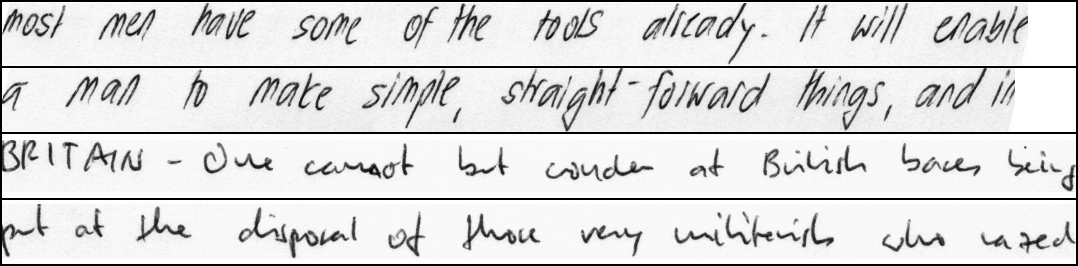 most men have some of the tools already. It will enable
a man to make simple, straight-forward things, and in
BRITAIN - One cannot but wonder at British bases being
put at the disposal of those very militarists who razed